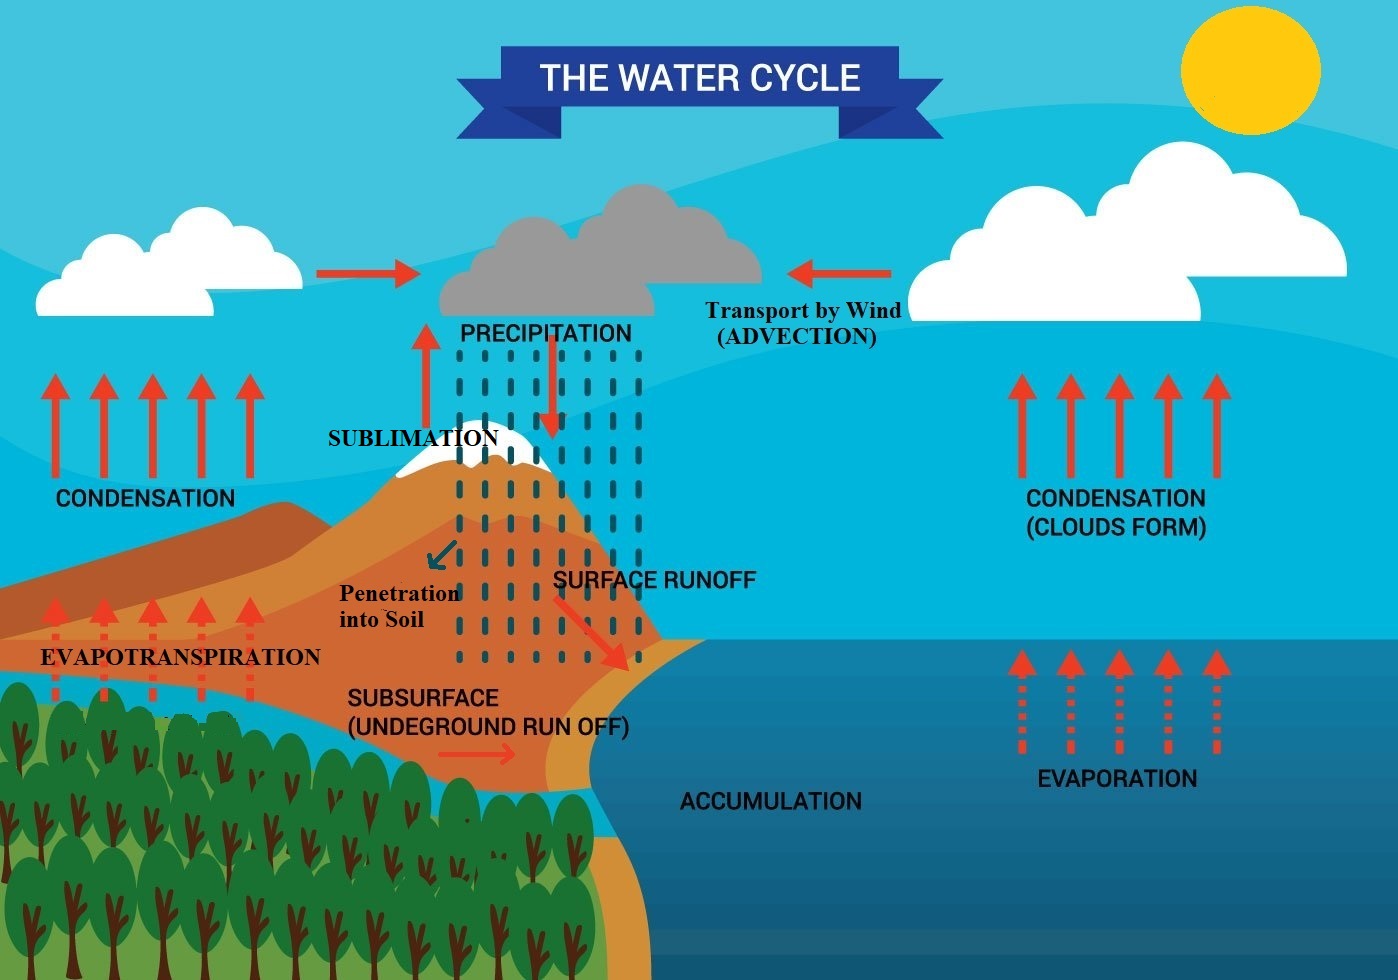 THE WATER CYCLE
Transport by Wind
(ADVECTION)
PRECIPITATION
SUBLIMATION
CONDENSATION
CONDENSATION
(CLOUDS FORM)
Penetration
into Soil
SURFACE RUNOFF
EVAPOTRANSPIRATION
SUBSURFACE
(UNDEGROUND RUN OFF)
EVAPORATION
ACCUMULATION